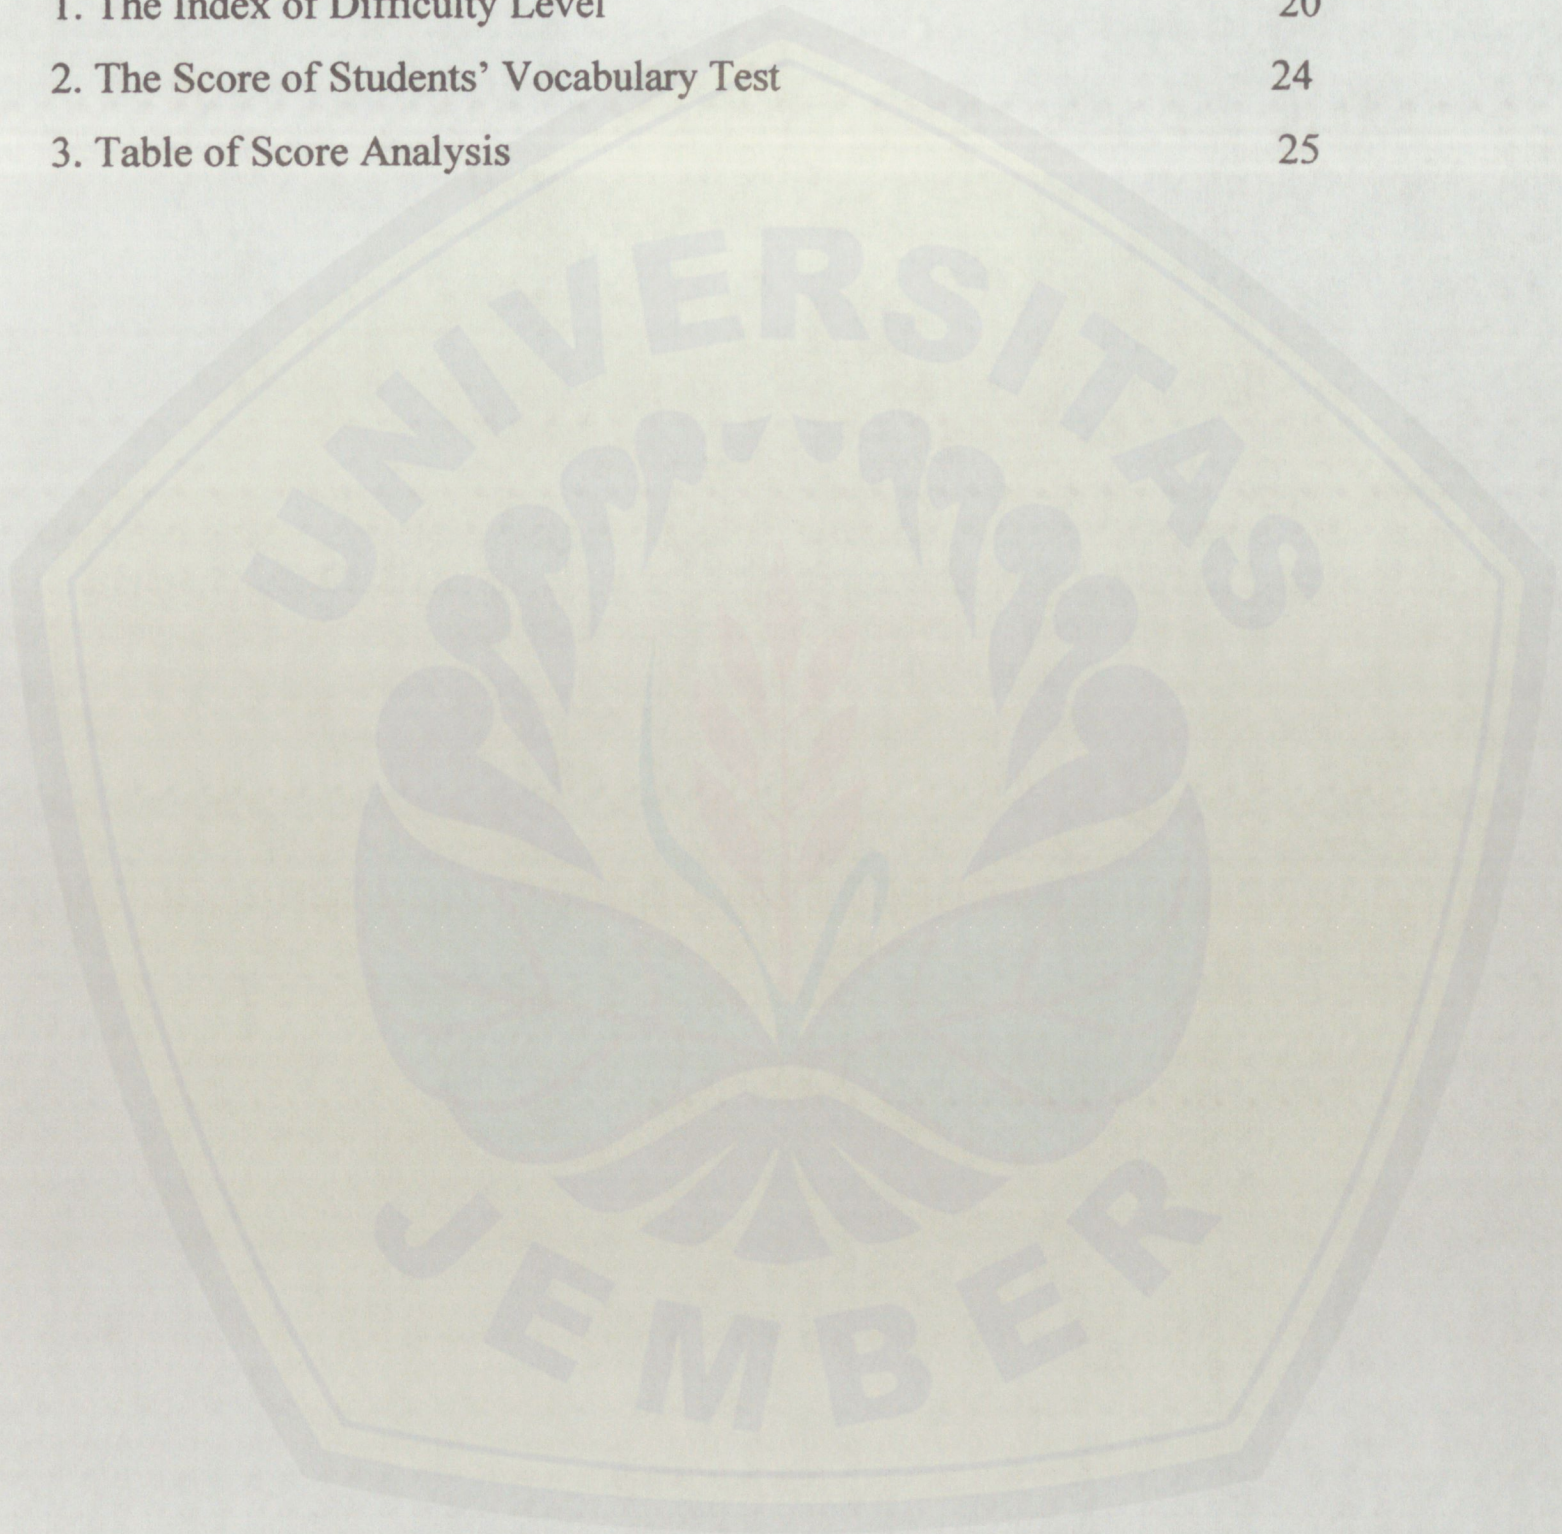 1. The Index of Difficulty Level 20
2. The Score of Students’ Vocabulary Test 24
3. Table of Score Analysis 25
UNIVERSITAS
JEMBER